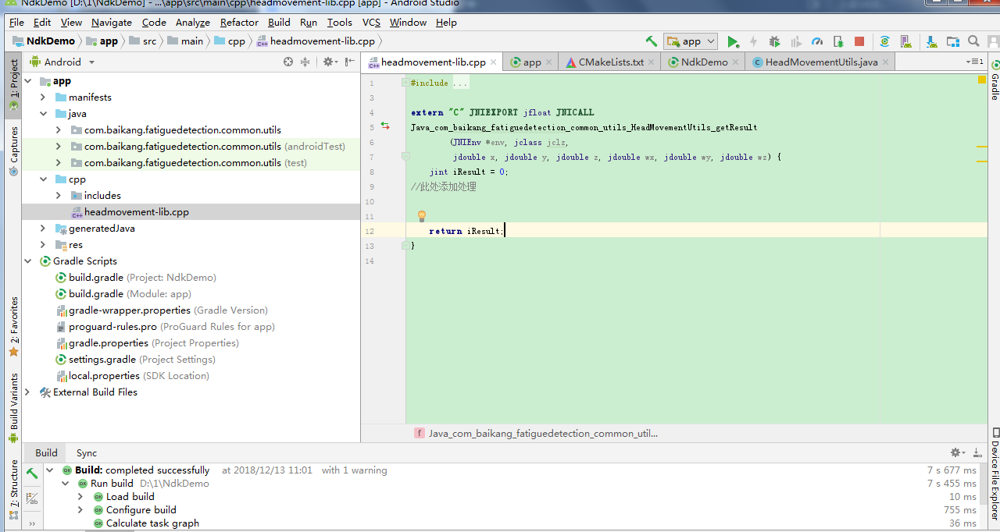 NdkDemo [D:\1\NdkDemo] - ...\app\src\main\cpp\headmovement-lib.cpp [app] - Android Studio
File Edit View Navigate Code Analyze Refactor Build Run Tools VCS Window Help
NdkDemo app src main cpp headmovement-lib.cpp
app
1: Project
Captures
2: Favorites
Build Variants
7: Structure
Android
app
manifests
java
com.baikang.fatiguedetection.common.utils
com.baikang.fatiguedetection.common.utils (androidTest)
com.baikang.fatiguedetection.common.utils (test)
cpp
includes
headmovement-lib.cpp
generatedJava
res
Gradle Scripts
build.gradle (Project: NdkDemo)
build.gradle (Module: app)
gradle-wrapper.properties (Gradle Version)
proguard-rules.pro (ProGuard Rules for app)
gradle.properties (Project Properties)
settings.gradle (Project Settings)
local.properties (SDK Location)
External Build Files
headmovement-lib.cpp app CMakeLists.txt NdkDemo HeadMovementUtils.java
1
1 #include ...
3
4 extern "C" JNIEXPORT jfloat JNICALL
5 Java_com_baikang_fatiguedetection_common_utils_HeadMovementUtils_getResult
6 (JNIEnv *env, jclass jclz,
7 jdouble x, jdouble y, jdouble z, jdouble wx, jdouble wy, jdouble wz) {
8 jint iResult = 0;
9 //此处添加处理
10
11
12 return iResult;
13 }
14
f Java_com_baikang_fatiguedetection_common_util...
Gradle
Device File Explorer
Build Sync
Build: completed successfully at 2018/12/13 11:01 with 1 warning 7 s 677 ms
Run build D:\1\NdkDemo 7 s 455 ms
Load build 10 ms
Configure build 755 ms
Calculate task graph 36 ms